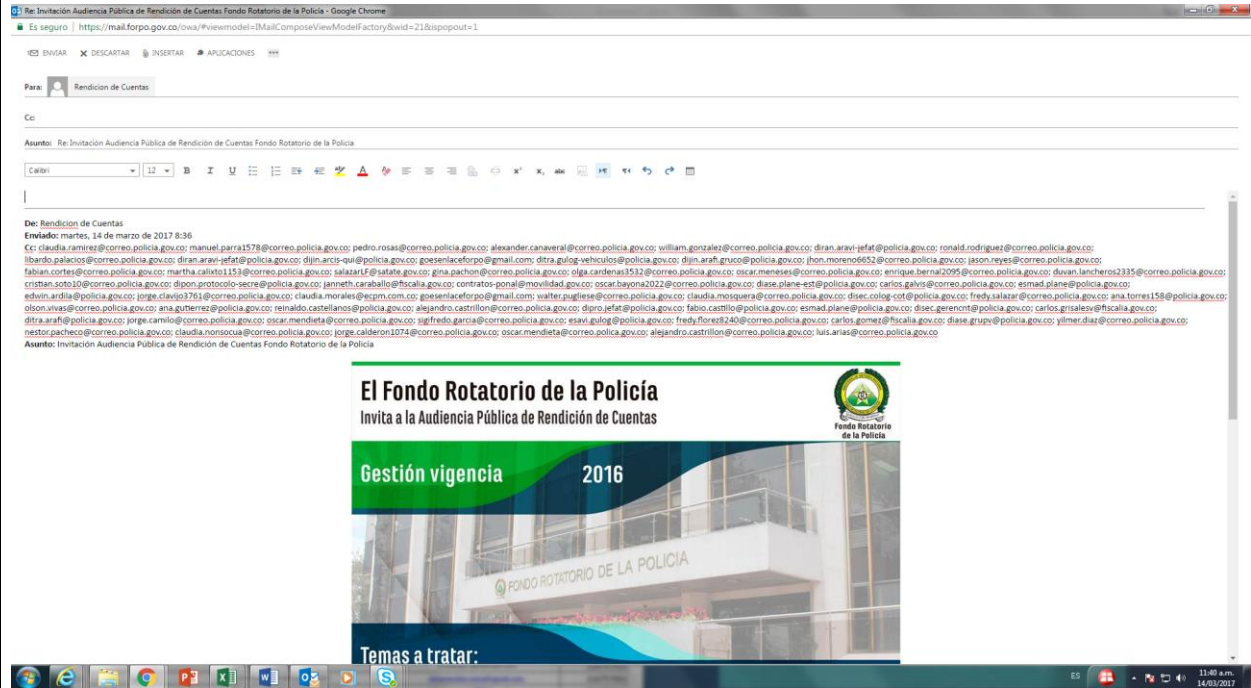 Re: Invitación Audiencia Pública de Rendición de Cuentas Fondo Rotatorio de la Policía - Google Chrome
Es seguro | https://mail.forpo.gov.co/owa/#viewmodel=IMailComposeViewModelFactory&wid=21&ispopout=1
ENVIAR DESCARTAR INSERTAR APLICACIONES •••
Para: Rendicion de Cuentas
Cc:
Asunto: Re: Invitación Audiencia Pública de Rendición de Cuentas Fondo Rotatorio de la Policía
Calibri 12 B I U
De: Rendicion de Cuentas
Enviado: martes, 14 de marzo de 2017 8:36
Cc: claudia.ramirez@correo.policia.gov.co; manuel.parra1578@correo.policia.gov.co; pedro.rosas@correo.policia.gov.co; alexander.canaveral@correo.policia.gov.co; william.gonzalez@correo.policia.gov.co; diran.aravi-jefat@policia.gov.co; ronald.rodriguez@correo.policia.gov.co;
libardo.palacios@correo.policia.gov.co; diran.aravi-jefat@policia.gov.co; dijin.arcis-qui@policia.gov.co; goesenlaceforpo@gmail.com; ditra.gulog-vehiculos@policia.gov.co; dijin.arafi.gruco@policia.gov.co; jhon.moreno6652@correo.policia.gov.co; jason.reyes@correo.policia.gov.co;
fabian.cortes@correo.policia.gov.co; martha.calixto1153@correo.policia.gov.co; salazarLF@satate.gov.co; gina.pachon@correo.policia.gov.co; olga.cardenas3532@correo.policia.gov.co; oscar.meneses@correo.policia.gov.co; enrique.bernal2095@correo.policia.gov.co; duvan.lancheros2335@correo.policia.gov.co;
cristian.soto10@correo.policia.gov.co; dipon.protocolo-secre@policia.gov.co; janneth.caraballo@fiscalia.gov.co; contratos-ponal@movilidad.gov.co; oscar.bayona2022@correo.policia.gov.co; diase.plane-est@policia.gov.co; carlos.galvis@correo.policia.gov.co; esmad.plane@policia.gov.co;
edwin.ardila@policia.gov.co; jorge.clavijo3761@correo.policia.gov.co; claudia.morales@ecpm.com.co; goesenlaceforpo@gmail.com; walter.pugliese@correo.policia.gov.co; claudia.mosquera@correo.policia.gov.co; disec.colog-cot@policia.gov.co; fredy.salazar@correo.policia.gov.co; ana.torres158@policia.gov.co;
olson.vivas@correo.policia.gov.co; ana.gutierrez@policia.gov.co; reinaldo.castellanos@policia.gov.co; alejandro.castrillon@correo.policia.gov.co; dipro.jefat@policia.gov.co; fabio.castillo@policia.gov.co; esmad.plane@policia.gov.co; disec.gerencnt@policia.gov.co; carlos.grisalesv@fiscalia.gov.co;
ditra.arafi@policia.gov.co; jorge.camilo@correo.policia.gov.co; oscar.mendieta@correo.policia.gov.co; sigifredo.garcia@correo.policia.gov.co; esavi.gulog@policia.gov.co; fredy.florez8240@correo.policia.gov.co; carlos.gomez@fiscalia.gov.co; diase.grupv@policia.gov.co; yilmer.diaz@correo.policia.gov.co;
nestor.pacheco@correo.policia.gov.co; claudia.nonsocua@correo.policia.gov.co; jorge.calderon1074@correo.policia.gov.co; oscar.mendieta@correo.polica.gov.co; alejandro.castrillon@correo.policia.gov.co; luis.arias@correo.policia.gov.co
Asunto: Invitación Audiencia Pública de Rendición de Cuentas Fondo Rotatorio de la Policía
El Fondo Rotatorio de la Policía
Invita a la Audiencia Pública de Rendición de Cuentas
Fondo Rotatorio
de la Policía
Gestión vigencia 2016
FONDO ROTATORIO DE LA POLICIA
Temas a tratar:
ES 11:40 a.m.
14/03/2017